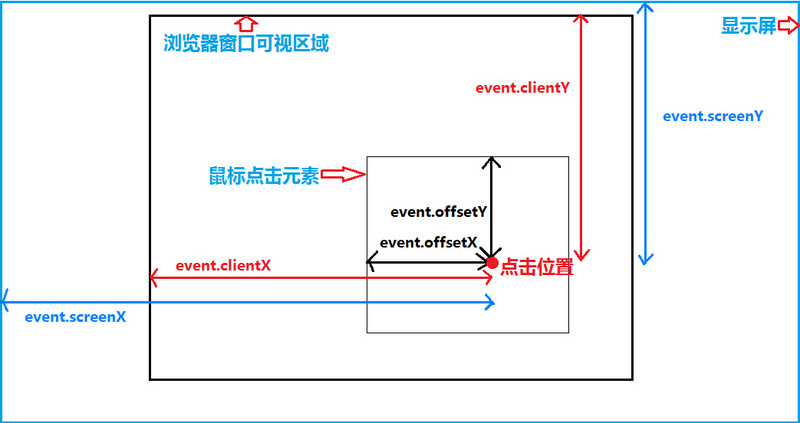 显示屏
浏览器窗口可视区域
event.clientY
event.screenY
鼠标点击元素
event.offsetY
event.offsetX
event.clientX
点击位置
event.screenX